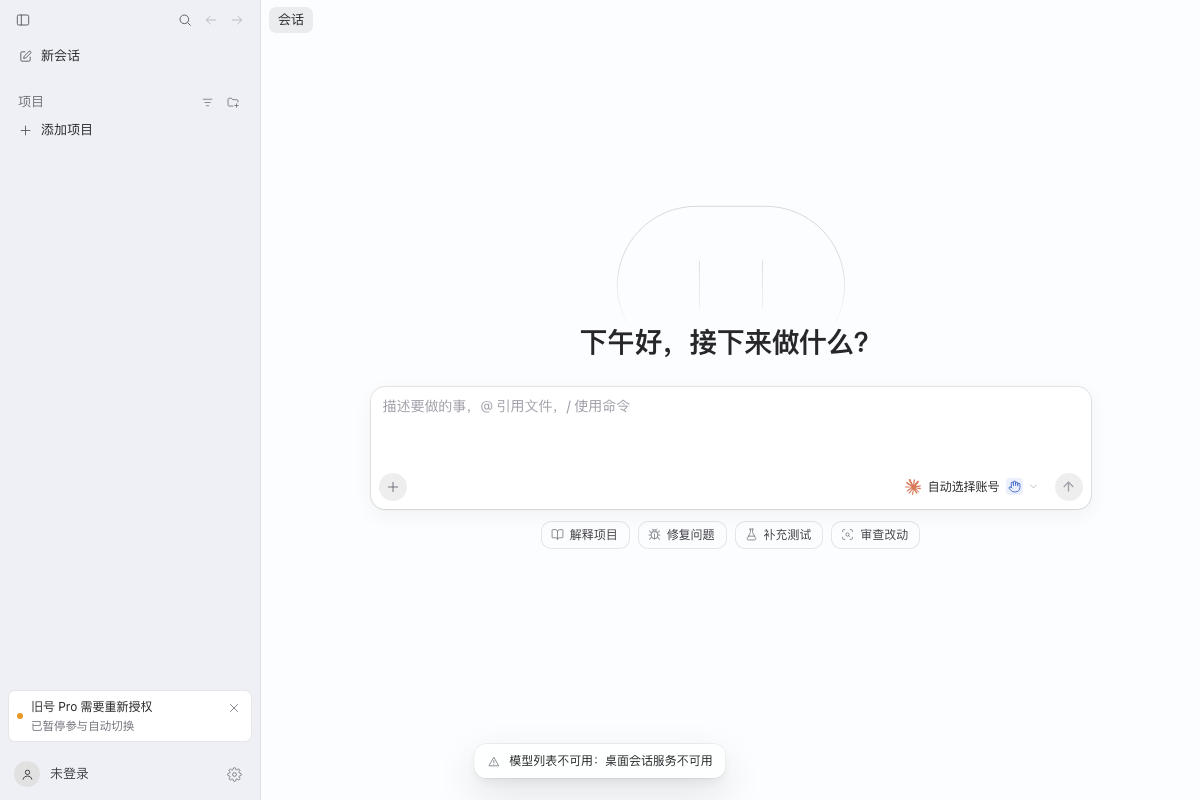 会话
新会话
项目
添加项目
下午好，接下来做什么？
描述要做的事，@ 引用文件，/ 使用命令
自动选择账号
解释项目
修复问题
补充测试
审查改动
旧号 Pro 需要重新授权
已暂停参与自动切换
模型列表不可用：桌面会话服务不可用
未登录